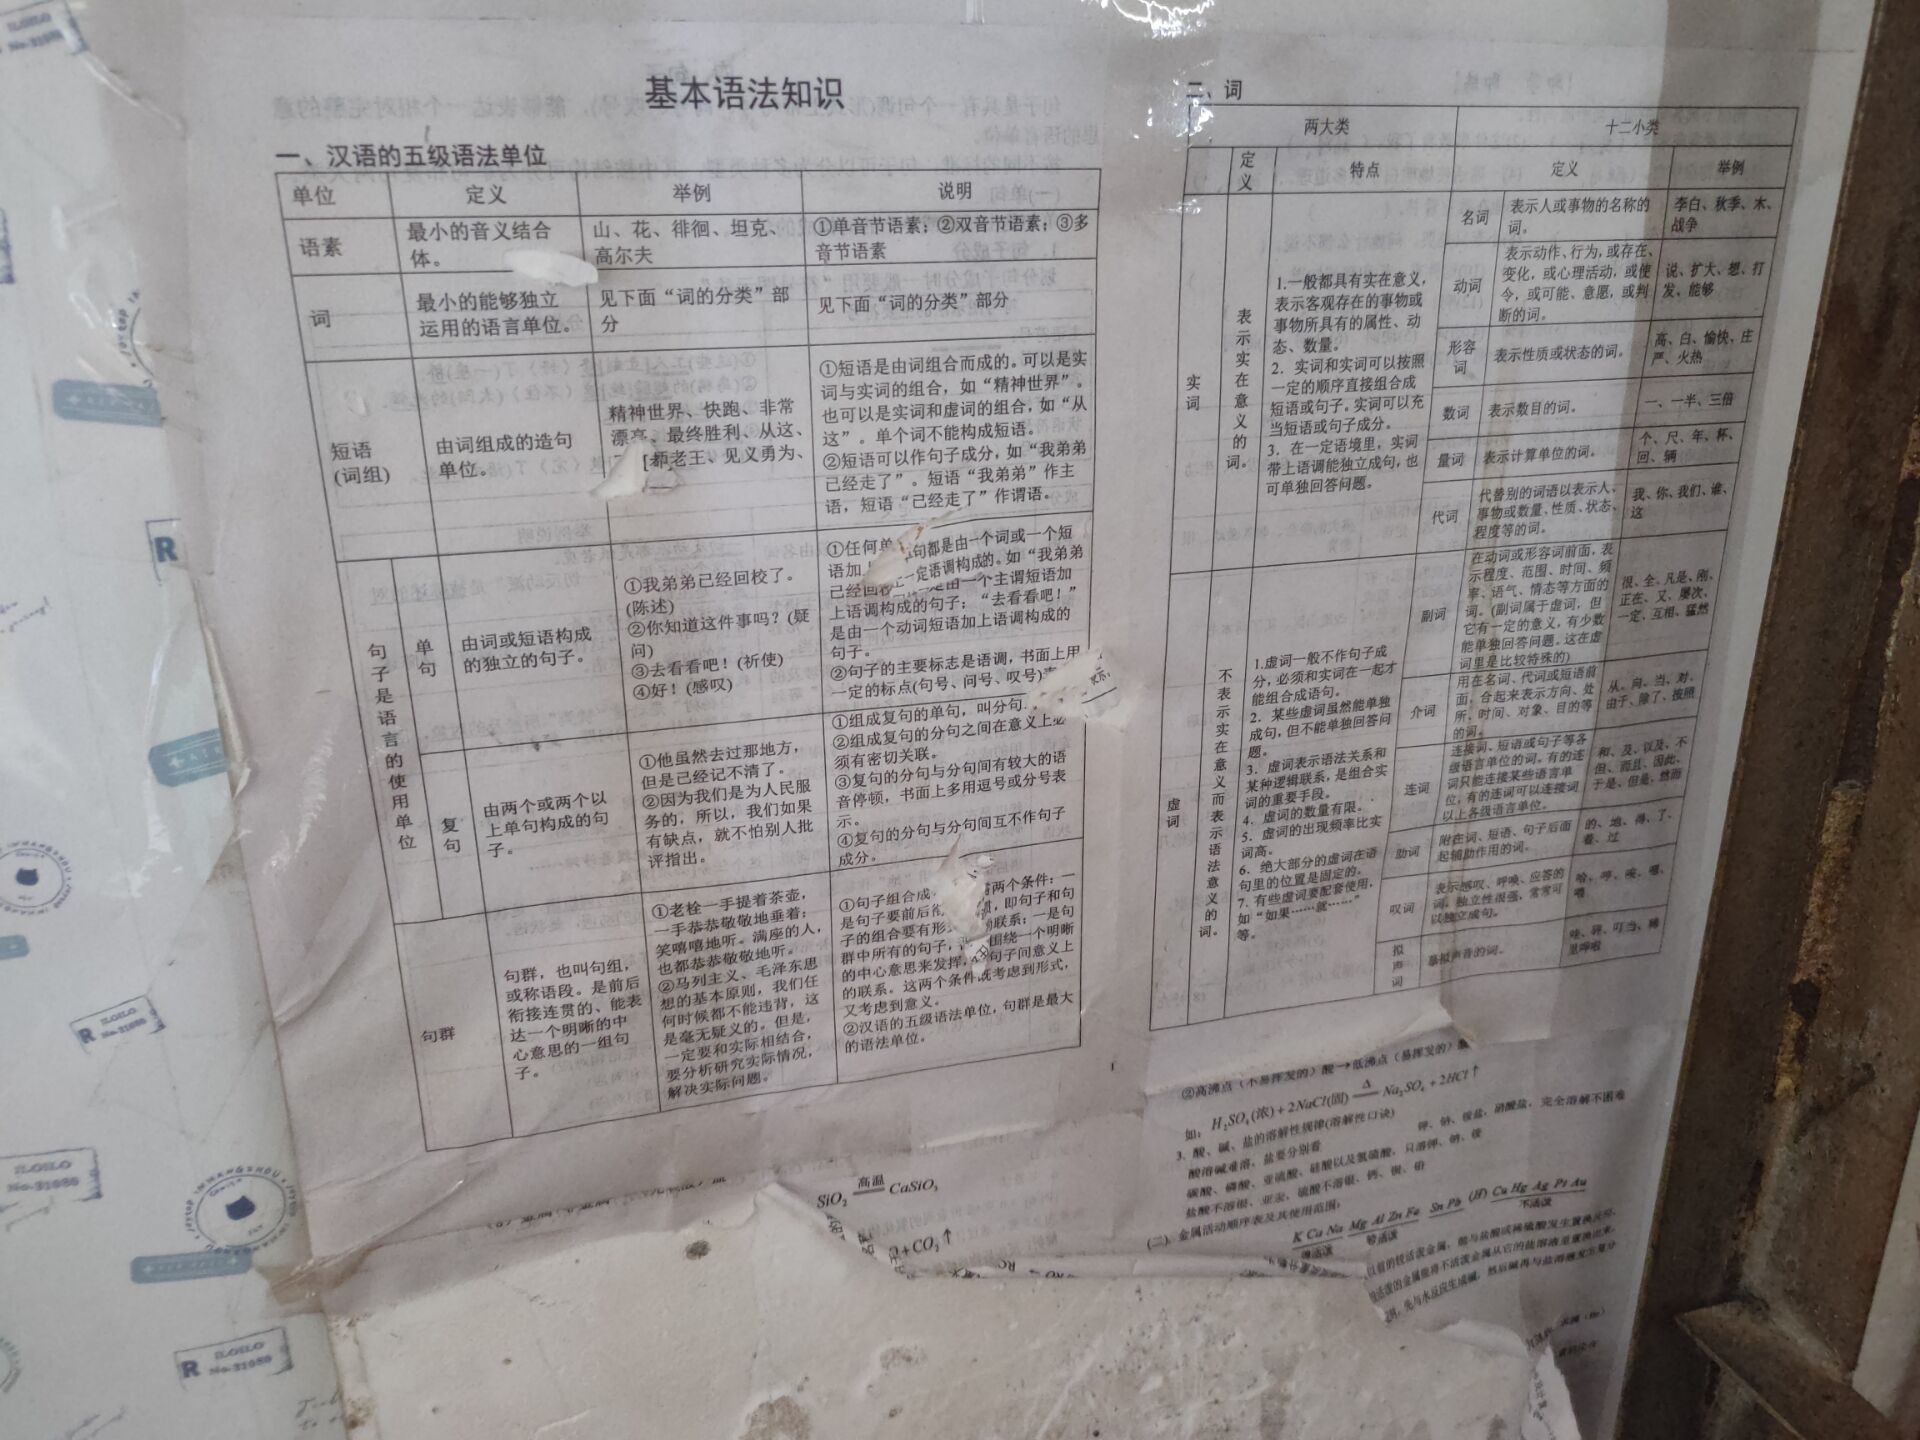 基本语法知识
一、汉语的五级语法单位
单位 定义 举例 说明
语素
最小的音义结合
体。
山、花、徘徊、坦克、
高尔夫
①单音节语素；②双音节语素；③多
音节语素
词
最小的能够独立
运用的语言单位。
见下面“词的分类”部
分
见下面“词的分类”部分
短语
(词组)
由词组成的造句
单位。
精神世界、快跑、非常
漂亮、最终胜利、从这、
老王、见义勇为、
①短语是由词组合而成的。可以是实
词与实词的组合，如“精神世界”。
也可以是实词和虚词的组合，如“从
这”。单个词不能构成短语。
②短语可以作句子成分，如“我弟弟
已经走了”。短语“我弟弟”作主
语，短语“已经走了”作谓语。
句子是语言的使用单位
单句
由词或短语构成
的独立的句子。
①我弟弟已经回校了。
(陈述)
②你知道这件事吗？(疑
问)
③去看看吧！(祈使)
④好！(感叹)
①任何单句都是由一个词或一个短
语加上一定语调构成的。如“我弟弟
已经回校 由一个主谓短语加
上语调构成的句子；“去看看吧！”
是由一个动词短语加上语调构成的
句子。
②句子的主要标志是语调，书面上用
一定的标点(句号、问号、叹号)表示。
复句
由两个或两个以
上单句构成的句
子。
①他虽然去过那地方，
但是已经记不清了。
②因为我们是为人民服
务的，所以，我们如果
有缺点，就不怕别人批
评指出。
①组成复句的单句，叫分句
②组成复句的分句之间在意义上必
须有密切关联。
③复句的分句与分句间有较大的语
音停顿，书面上多用逗号或分号表
示。
④复句的分句与分句间互不作句子
成分。
句群
句群，也叫句组，
或称语段。是前后
衔接连贯的、能表
达一个明晰的中
心意思的一组句
子。
①老栓一手提着茶壶，
一手恭恭敬敬地垂着；
笑嘻嘻地听。满座的人，
也都恭恭敬敬地听。
②马列主义、毛泽东思
想的基本原则，我们任
何时候都不能违背，这
是毫无疑义的。但是，
一定要和实际相结合，
要分析研究实际情况，
解决实际问题。
①句子组合成 两个条件：一
是句子要前后衔 ，即句子和句
子的组合要有形 联系；一是句
群中所有的句子， 围绕一个明晰
的中心意思来发挥， 句子间意义上
的联系。这两个条件既考虑到形式，
又考虑到意义。
②汉语的五级语法单位，句群是最大
的语法单位。
1
二、词
两大类 十二小类
定义 特点 定义 举例
实词
表示实在意义的词。
1.一般都具有实在意义，
表示客观存在的事物或
事物所具有的属性、动
态、数量。
2．实词和实词可以按照
一定的顺序直接组合成
短语或句子。实词可以充
当短语或句子成分。
3．在一定语境里，实词
带上语调能独立成句，也
可单独回答问题。
名词
表示人或事物的名称的
词。
李白、秋季、木、
战争
动词
表示动作、行为，或存在、
变化，或心理活动，或使
令，或可能、意愿，或判
断的词。
说、扩大、想、打
发、能够
形容
词
表示性质或状态的词。
高、白、愉快、庄
严、火热
数词 表示数目的词。 一、一半、三倍
量词 表示计算单位的词。
个、尺、年、杯、
回、辆
代词
代替别的词语以表示人、
事物或数量、性质、状态、
程度等的词。
我、你、我们、谁、
这
虚词
不表示实在意义而表示语法意义的词。
1.虚词一般不作句子成
分，必须和实词在一起才
能组合成语句。
2．某些虚词虽然能单独
成句，但不能单独回答问
题。
3．虚词表示语法关系和
某种逻辑联系，是组合实
词的重要手段。
4．虚词的数量有限。
5．虚词的出现频率比实
词高。
6．绝大部分的虚词在语
句里的位置是固定的。
7．有些虚词要配套使用，
如“如果……就……”
等。
副词
在动词或形容词前面，表
示程度、范围、时间、频
率、语气、情态等方面的
词。(副词属于虚词，但
它有一定的意义，有少数
能单独回答问题，这在虚
词里是比较特殊的)
很、全、凡是、刚、
正在、又、屡次、
一定、互相、猛然
介词
用在名词、代词或短语前
面，合起来表示方向、处
所、时间、对象、目的等
的词。
从、向、当、对、
由于、除了、按照
连词
连接词、短语或句子等各
级语言单位的词。有的连
词只能连接某些语言单
位，有的连词可以连接词
以上各级语言单位。
和、及、以及、不
但、而且、因此、
于是、但是、然而
助词
附在词、短语、句子后面
起辅助作用的词。
的、地、得、了、
着、过
叹词
表示感叹、呼唤、应答的
词。独立性很强，常常可
以独立成句。
哈、哼、唉、
拟声词
摹拟声音的词。
哇、砰、叮当、稀
里哗啦
②高沸点（不易挥发的）酸→低沸点（易挥发的）酸
如：H₂SO₄(浓)+2NaCl(固)=Δ=Na₂SO₄+2HCl↑
3．酸、碱、盐的溶解性规律(溶解性口诀)
钾、钠、铵盐、硝酸盐，完全溶解不困难
酸溶碱难溶，盐要分别看
碳酸、磷酸、亚硫酸、硅酸以及氢硫酸，只溶钾、钠、铵
盐酸不溶银、亚汞，硫酸不溶银、钙、钡、铅
(二)．金属活动顺序表及其使用范围：
K Ca Na Mg Al Zn Fe Sn Pb (H) Cu Hg Ag Pt Au
不活泼
SiO₂ 高温 CaSiO₃
+CO₂↑
R ILOILO
No-31989